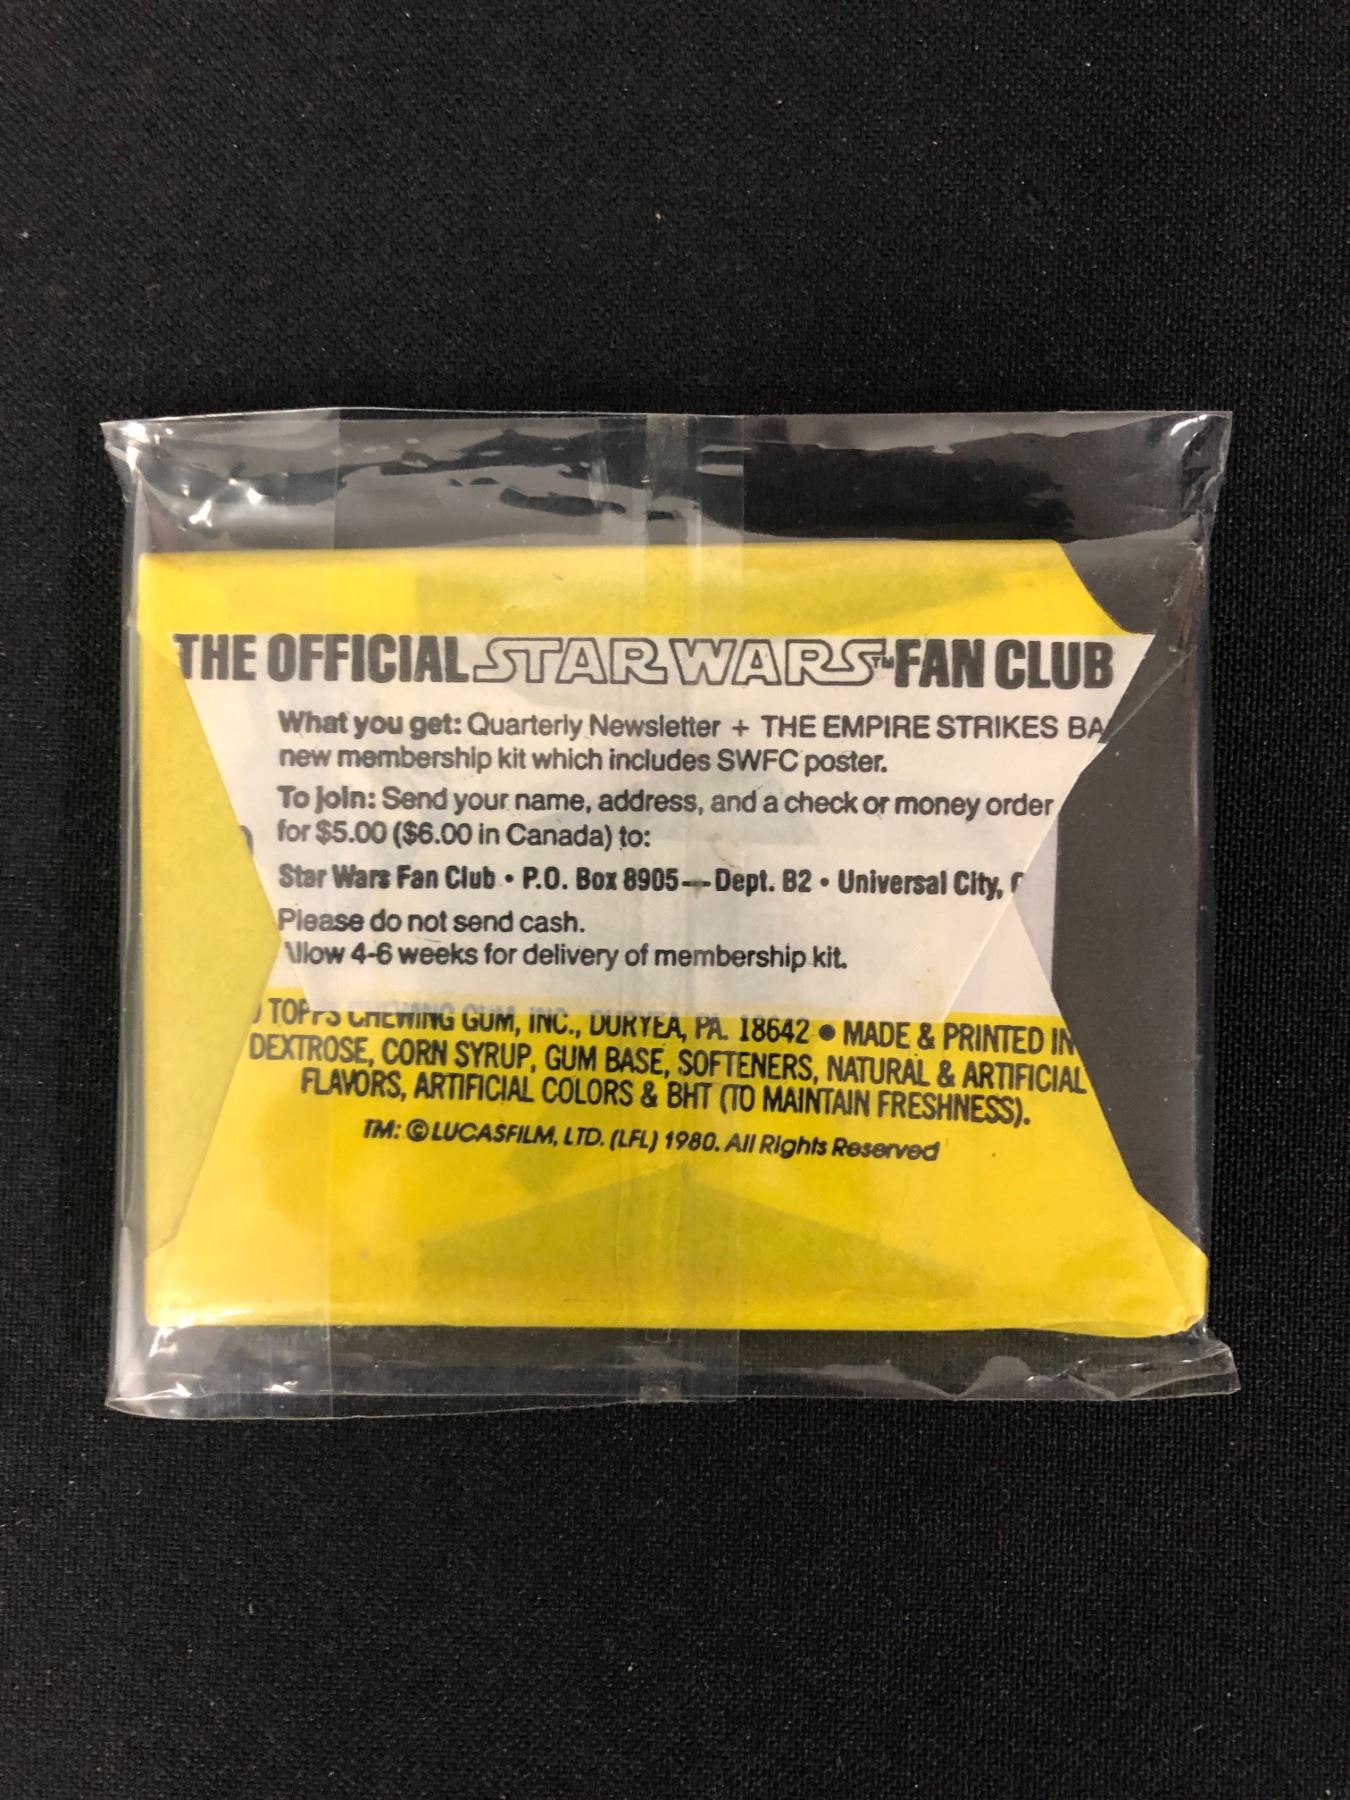 THE OFFICIAL STAR WARS™ FAN CLUB
What you get: Quarterly Newsletter + THE EMPIRE STRIKES BA
new membership kit which includes SWFC poster.
To join: Send your name, address, and a check or money order
for $5.00 ($6.00 in Canada) to:
Star Wars Fan Club • P.O. Box 8905—Dept. B2 • Universal City,
Please do not send cash.
Allow 4-6 weeks for delivery of membership kit.
TOPPS CHEWING GUM, INC., DURYEA, PA. 18642 ● MADE & PRINTED IN
DEXTROSE, CORN SYRUP, GUM BASE, SOFTENERS, NATURAL & ARTIFICIAL
FLAVORS, ARTIFICIAL COLORS & BHT (TO MAINTAIN FRESHNESS).
TM: © LUCASFILM, LTD. (LFL) 1980. All Rights Reserved